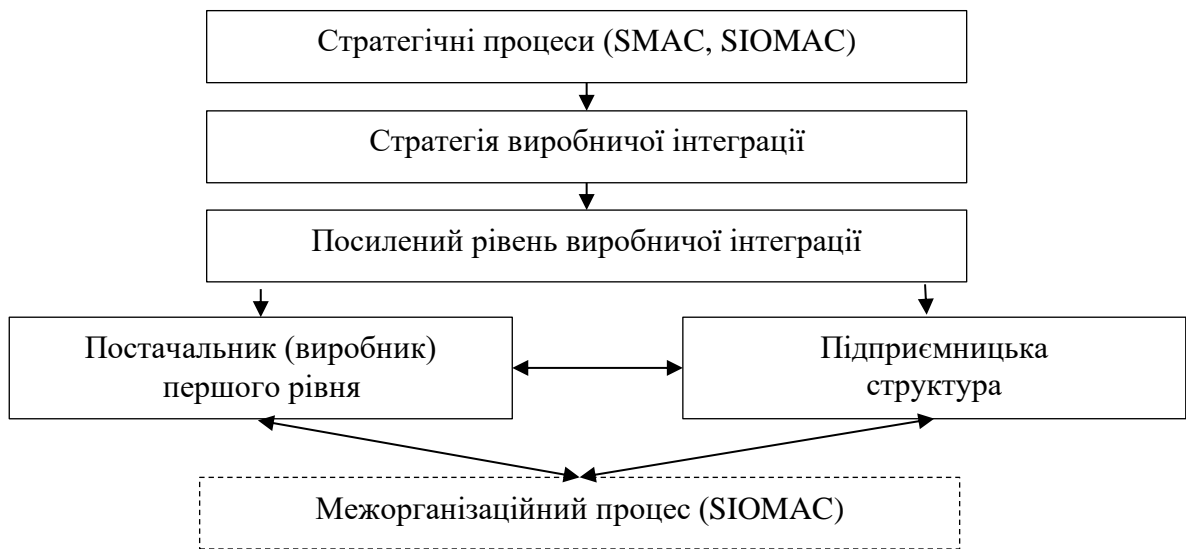 Стратегічні процеси (SMAC, SIOMAC)
Стратегія виробничої інтеграції
Посилений рівень виробничої інтеграції
Постачальник (виробник)
першого рівня
Підприємницька
структура
Межорганізаційний процес (SIOMAC)